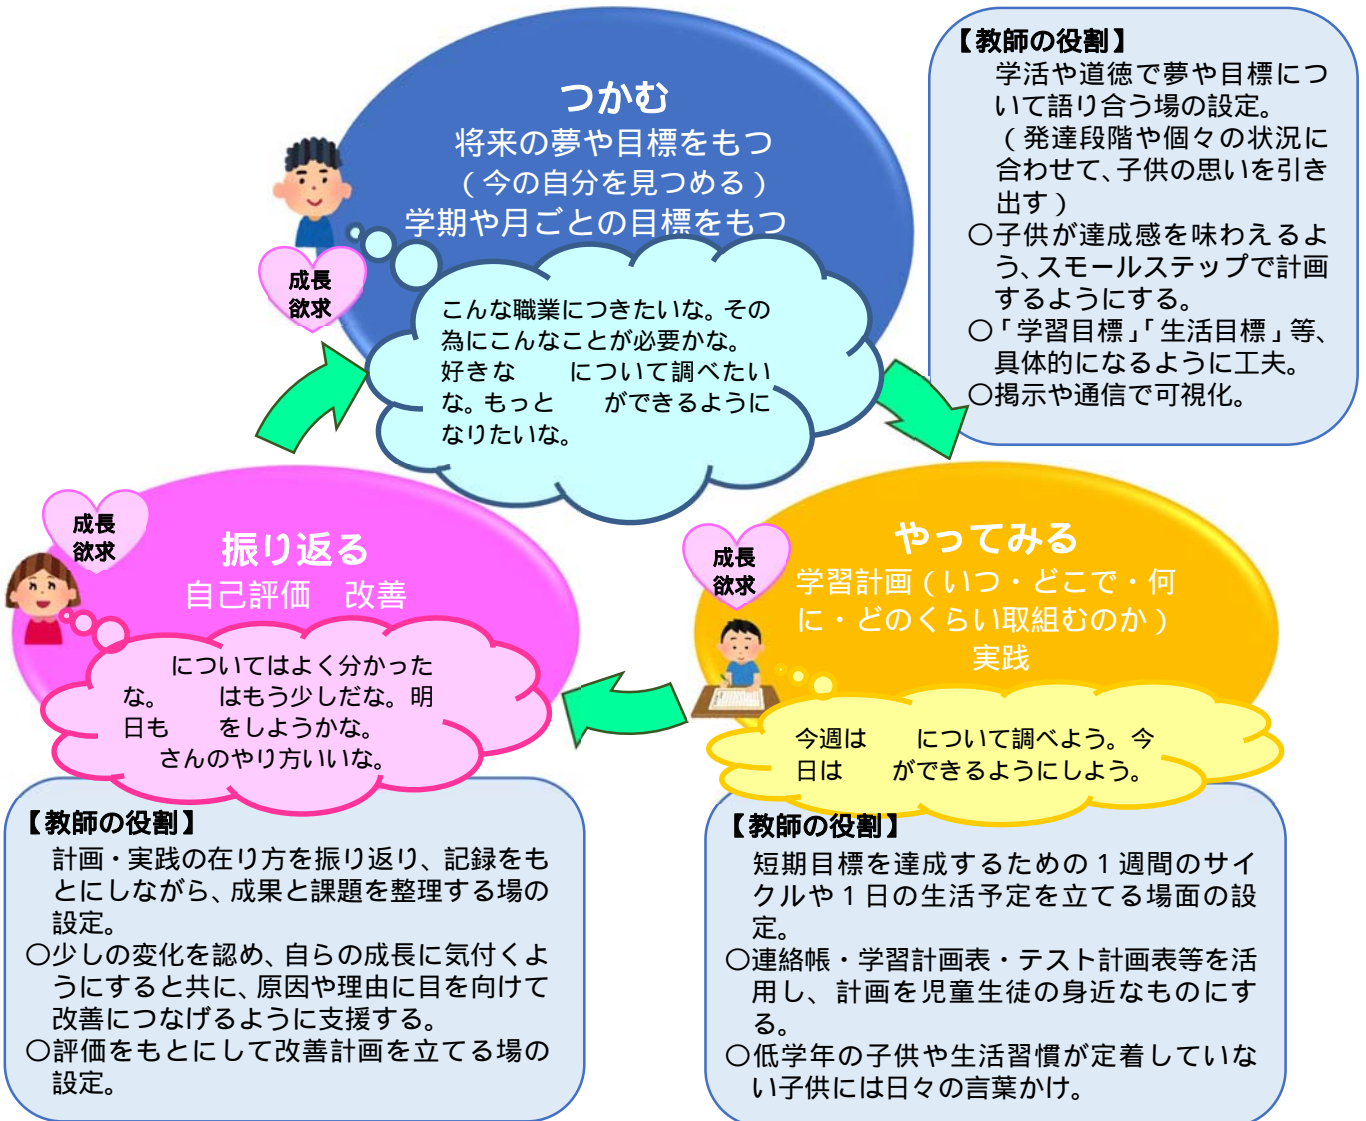 つかむ
将来の夢や目標をもつ
（今の自分を見つめる）
学期や月ごとの目標をもつ
成長
欲求
こんな職業につきたいな。その
為にこんなことが必要かな。
好きな　　について調べたい
な。もっと　　ができるように
なりたいな。
【教師の役割】
学活や道徳で夢や目標につ
いて語り合う場の設定。
（発達段階や個々の状況に
合わせて、子供の思いを引き
出す）
○子供が達成感を味わえるよ
う、スモールステップで計画
するようにする。
○「学習目標」「生活目標」等、
具体的になるように工夫。
○掲示や通信で可視化。
成長
欲求
やってみる
学習計画（いつ・どこで・何
に・どのくらい取組むのか）
実践
今週は　　について調べよう。今
日は　　ができるようにしよう。
【教師の役割】
短期目標を達成するための１週間のサイ
クルや１日の生活予定を立てる場面の設
定。
○連絡帳・学習計画表・テスト計画表等を活
用し、計画を児童生徒の身近なものにす
る。
○低学年の子供や生活習慣が定着していな
い子供には日々の言葉かけ。
成長
欲求
振り返る
自己評価　改善
についてはよく分かった
な。　　はもう少しだな。明
日も　　をしようかな。
さんのやり方いいな。
【教師の役割】
計画・実践の在り方を振り返り、記録をも
とにしながら、成果と課題を整理する場の
設定。
○少しの変化を認め、自らの成長に気付くよ
うにすると共に、原因や理由に目を向けて
改善につなげるように支援する。
○評価をもとにして改善計画を立てる場の
設定。